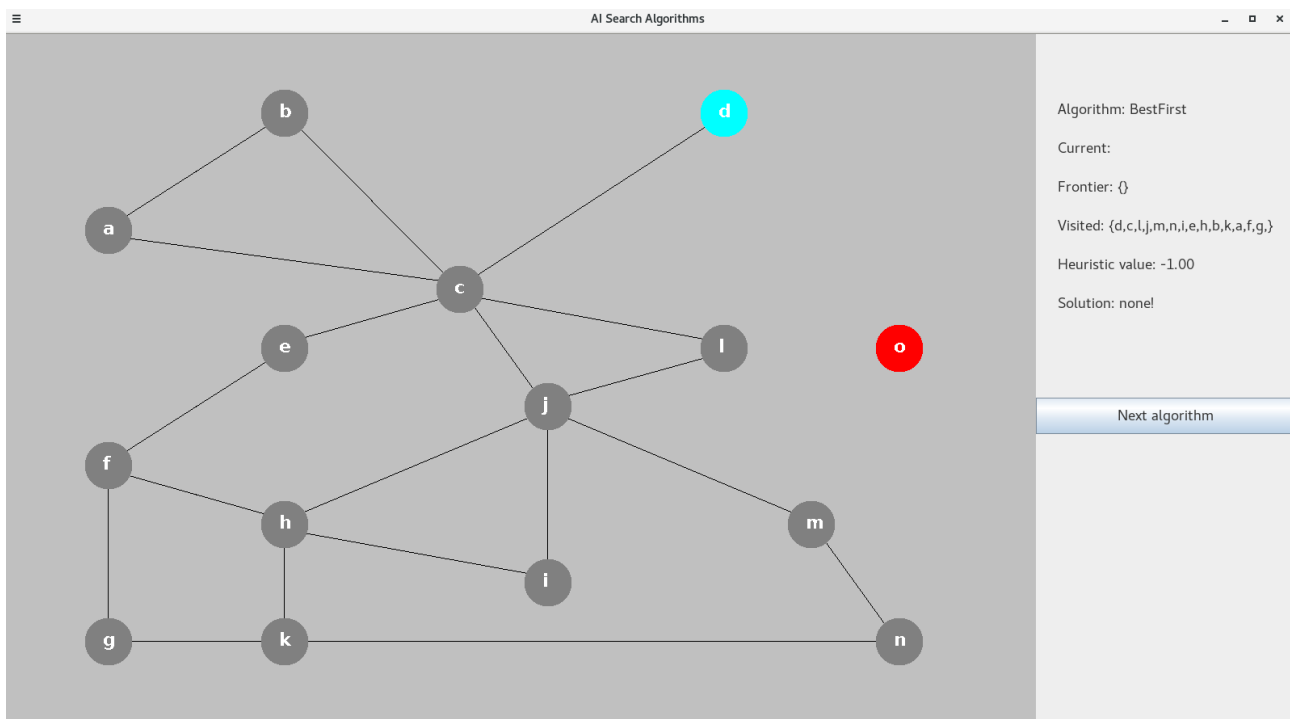 AI Search Algorithms
b
d
Algorithm: BestFirst
Current:
Frontier: {}
a
Visited: {d,c,l,j,m,n,i,e,h,b,k,a,f,g,}
Heuristic value: -1.00
c
Solution: none!
e
l
o
j
Next algorithm
f
h
m
i
g
k
n